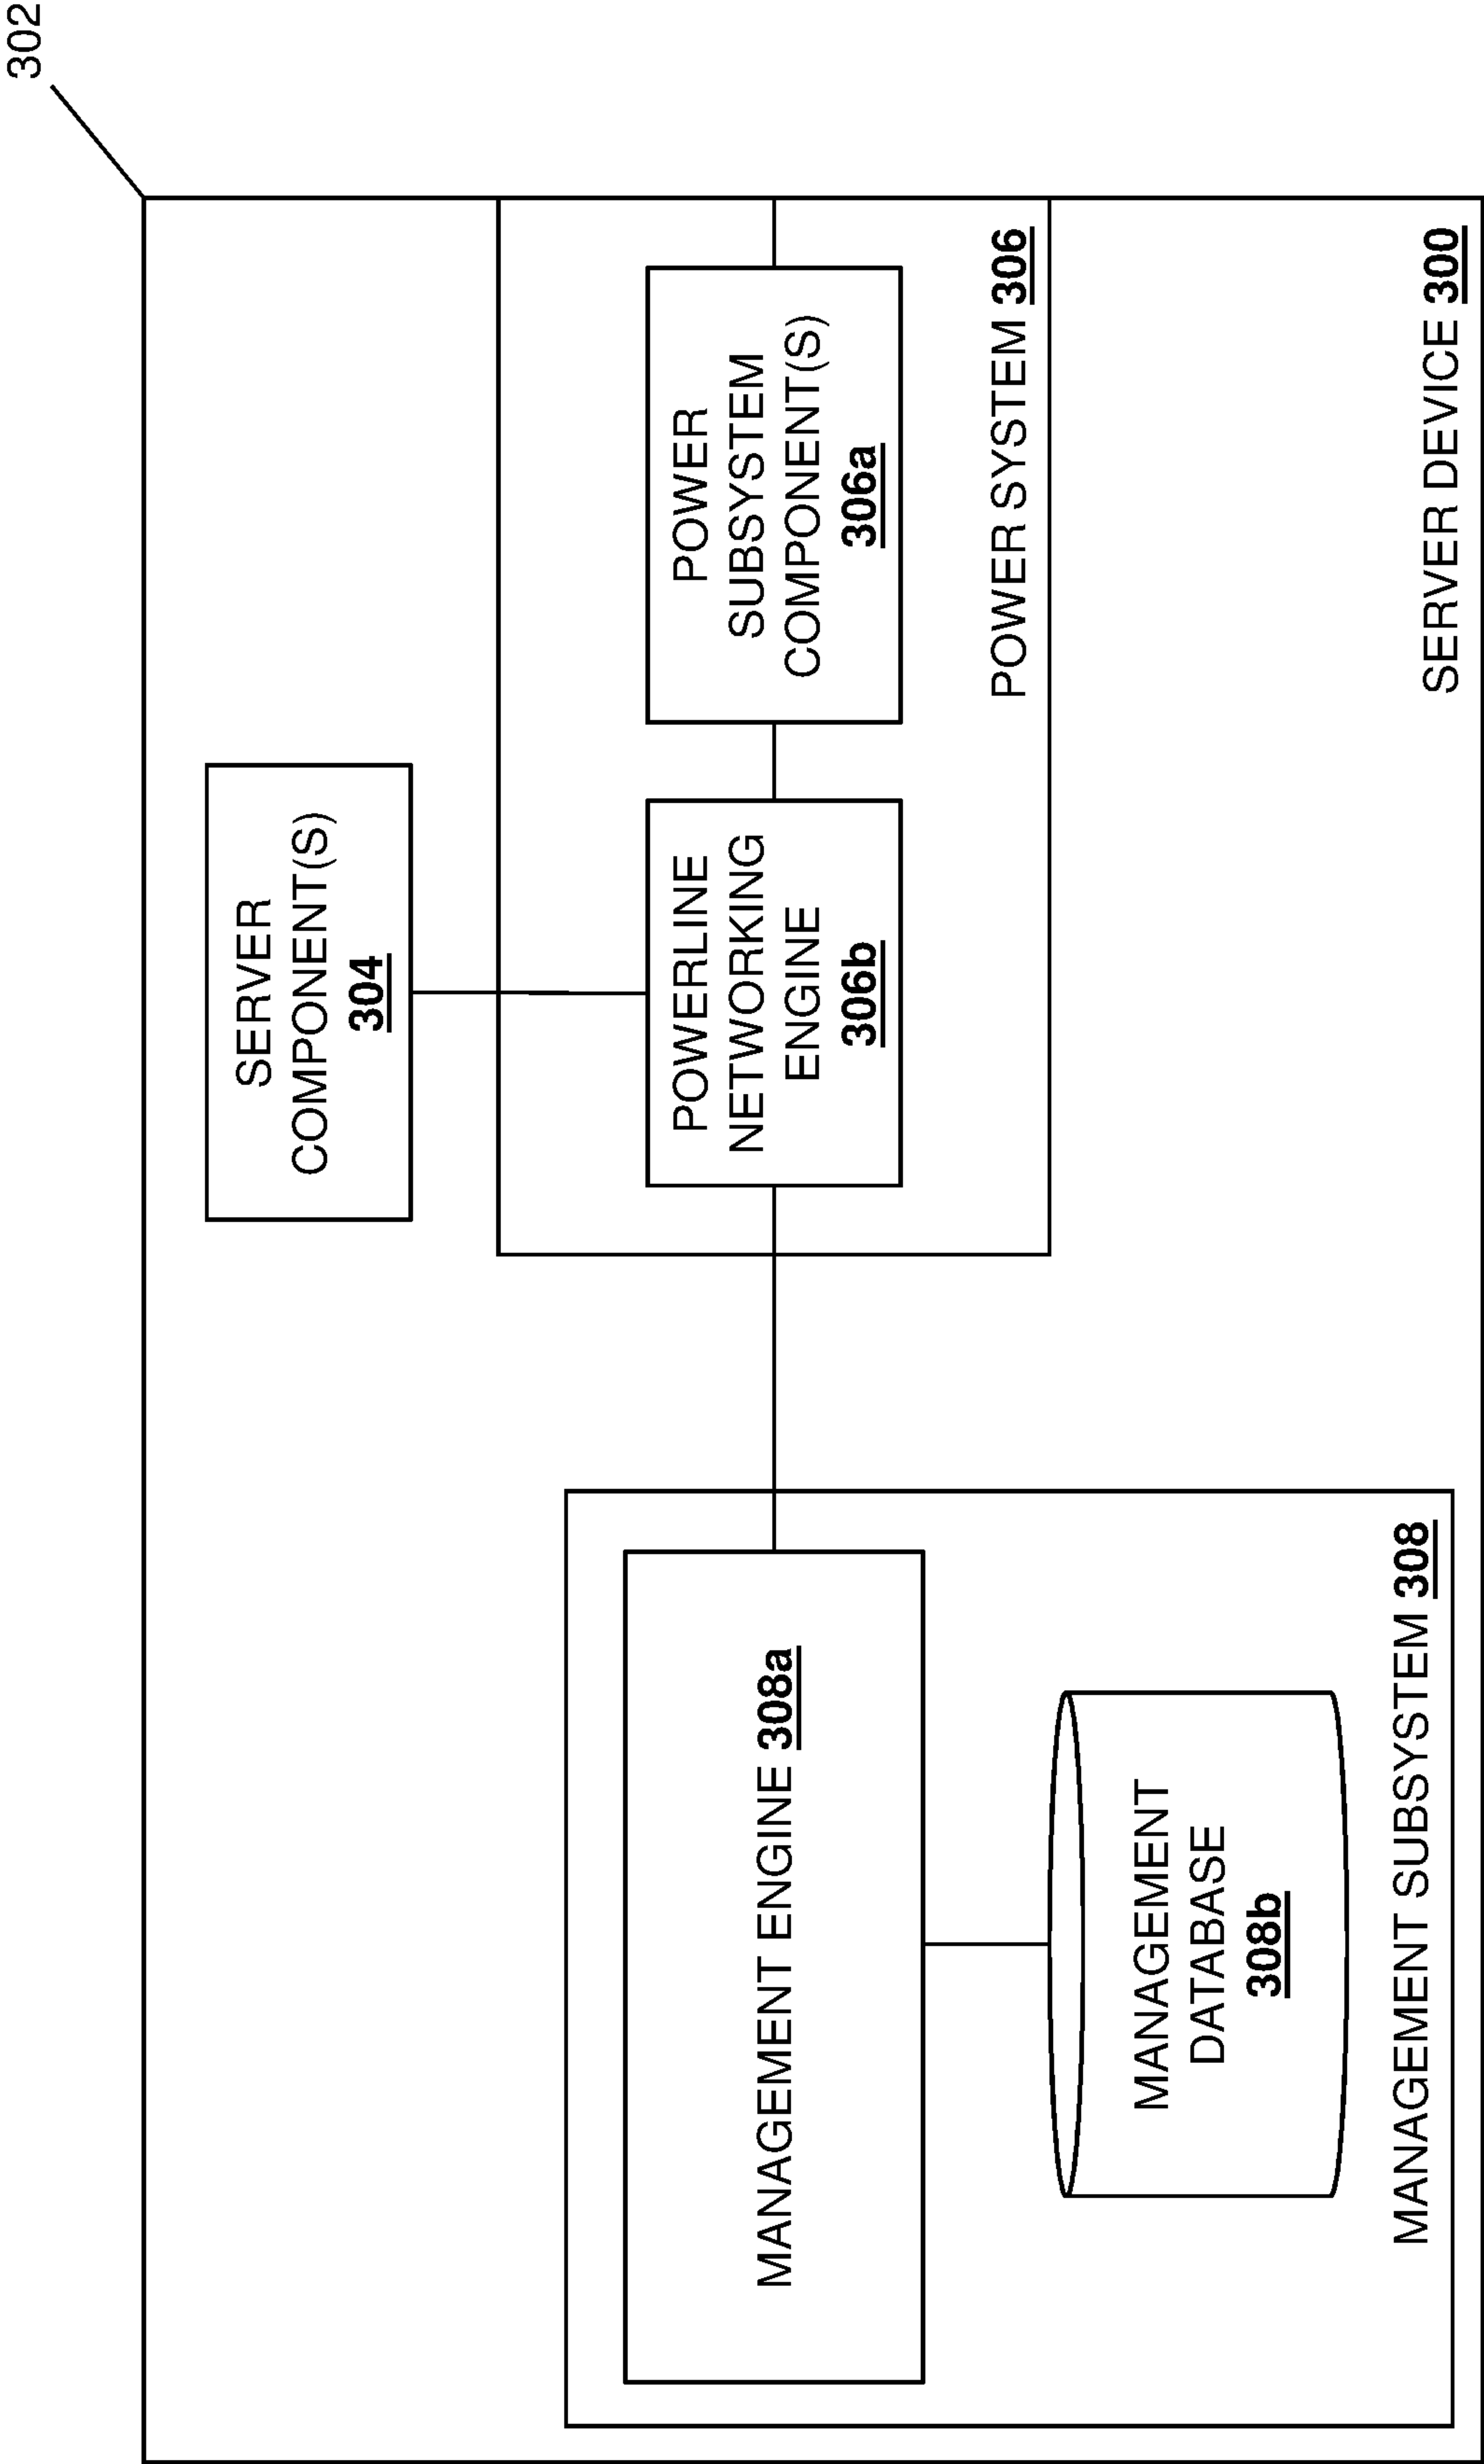 302
SERVER
COMPONENT(S)
304
POWERLINE
NETWORKING
ENGINE
306b
POWER
SUBSYSTEM
COMPONENT(S)
306a
POWER SYSTEM 306
MANAGEMENT ENGINE 308a
MANAGEMENT
DATABASE
308b
MANAGEMENT SUBSYSTEM 308
SERVER DEVICE 300